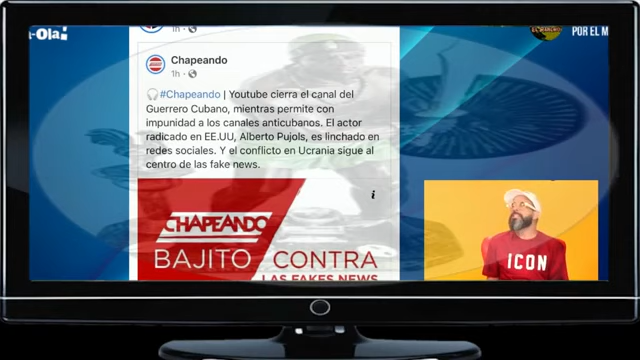 -Ola!
POR EL M
1h
Chapeando
1h
#Chapeando | Youtube cierra el canal del
Guerrero Cubano, mientras permite con
impunidad a los canales anticubanos. El actor
radicado en EE.UU, Alberto Pujols, es linchado en
redes sociales. Y el conflicto en Ucrania sigue al
centro de las fake news.
i
CHAPEANDO
BAJITO CONTRA
LAS FAKES NEWS
ICON